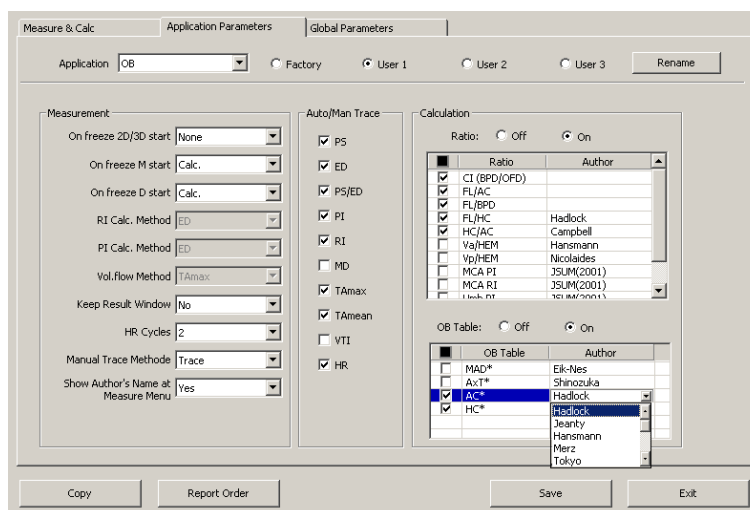 Measure & Calc Application Parameters Global Parameters
Application OB Factory User 1 User 2 User 3 Rename
Measurement
On freeze 2D/3D start None
On freeze M start Calc.
On freeze D start Calc.
RI Calc. Method ED
PI Calc. Method ED
Vol.flow Method TAmax
Keep Result Window No
HR Cycles 2
Manual Trace Methode Trace
Show Author's Name at
Measure Menu Yes
Auto/Man Trace
PS
ED
PS/ED
PI
RI
MD
TAmax
TAmean
VTI
HR
Calculation
Ratio: Off On
Ratio Author
CI (BPD/OFD)
FL/AC
FL/BPD
FL/HC Hadlock
HC/AC Campbell
Va/HEM Hansmann
Vp/HEM Nicolaides
MCA PI JSUM(2001)
MCA RI JSUM(2001)
Umb PI JSUM(2001)
OB Table: Off On
OB Table Author
MAD* Eik-Nes
AxT* Shinozuka
AC* Hadlock
HC* Hadlock
Jeanty
Hansmann
Merz
Tokyo
Copy Report Order Save Exit